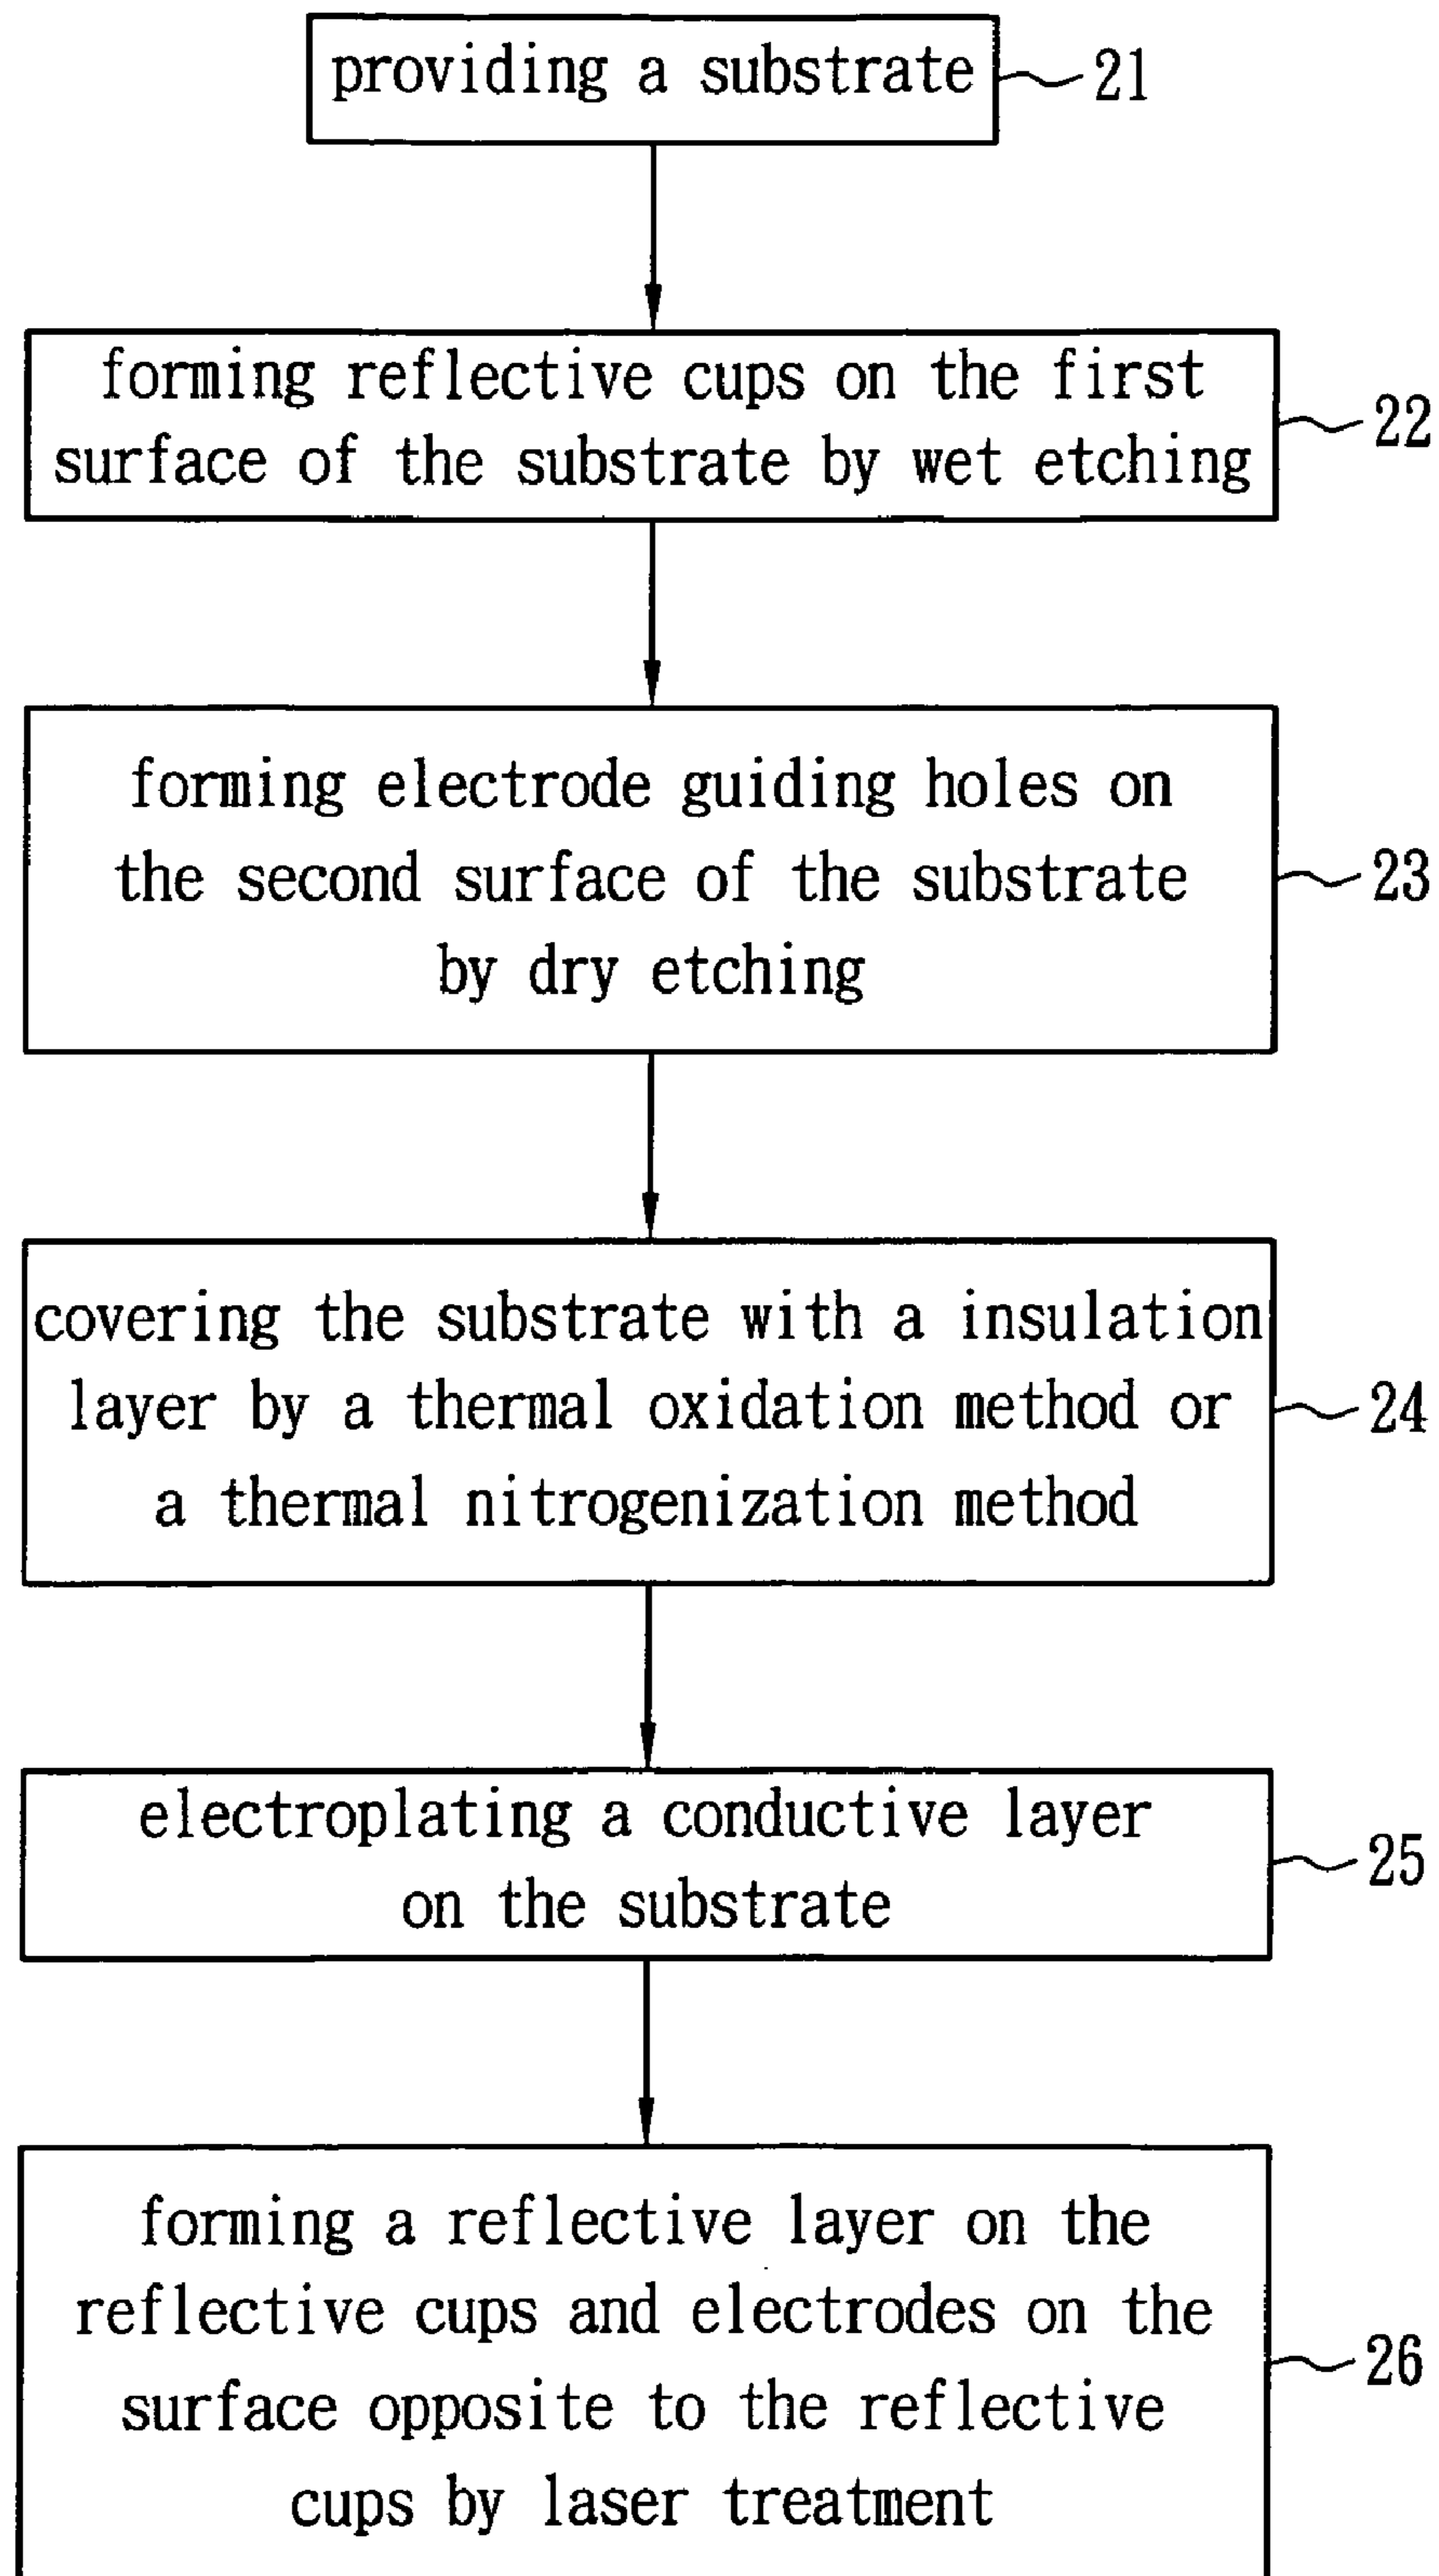 providing a substrate
21
forming reflective cups on the first
surface of the substrate by wet etching
22
forming electrode guiding holes on
the second surface of the substrate
by dry etching
23
covering the substrate with a insulation
layer by a thermal oxidation method or
a thermal nitrogenization method
24
electroplating a conductive layer
on the substrate
25
forming a reflective layer on the
reflective cups and electrodes on the
surface opposite to the reflective
cups by laser treatment
26